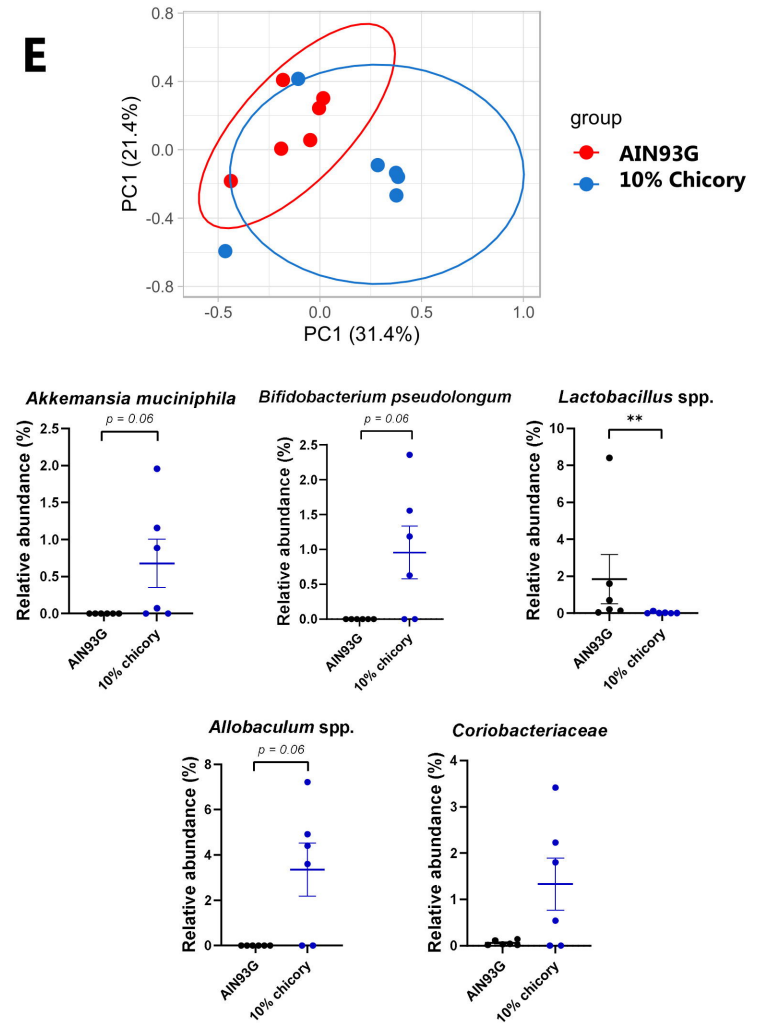 E
0.8
0.4
0.0
-0.4
-0.8
PC1 (21.4%)
-0.5 0.0 0.5 1.0
PC1 (31.4%)
group
AIN93G
10% Chicory
Akkemansia muciniphila
p = 0.06
Relative abundance (%)
2.5
2.0
1.5
1.0
0.5
0.0
AIN93G
10% chicory
Bifidobacterium pseudolongum
p = 0.06
Relative abundance (%)
2.5
2.0
1.5
1.0
0.5
0.0
AIN93G
10% chicory
Lactobacillus spp.
**
Relative abundance (%)
10
8
6
4
2
0
AIN93G
10% chicory
Allobaculum spp.
p = 0.06
Relative abundance (%)
8
6
4
2
0
AIN93G
10% chicory
Coriobacteriaceae
Relative abundance (%)
4
3
2
1
0
AIN93G
10% chicory